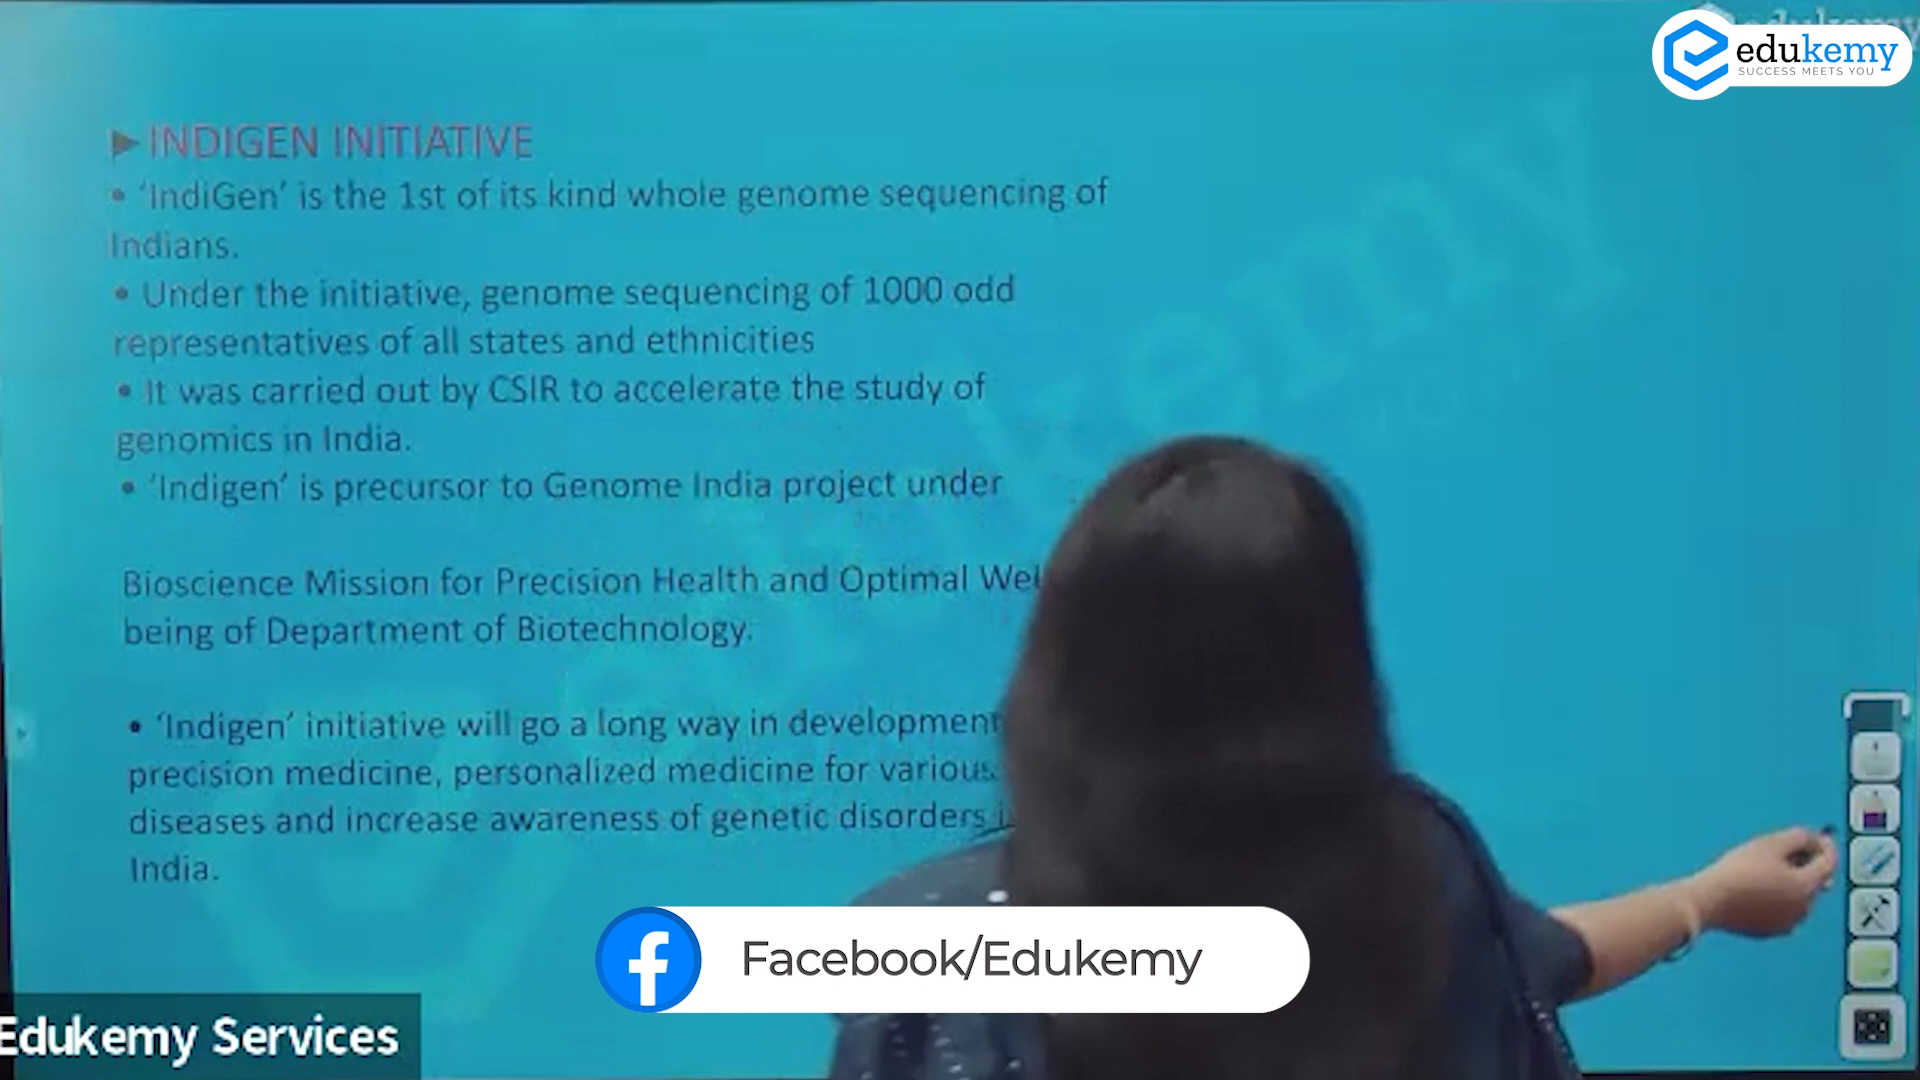 edukemy
SUCCESS MEETS YOU
▶INDIGEN INITIATIVE
• ‘IndiGen’ is the 1st of its kind whole genome sequencing of
Indians.
• Under the initiative, genome sequencing of 1000 odd
representatives of all states and ethnicities
• It was carried out by CSIR to accelerate the study of
genomics in India.
• ‘Indigen’ is precursor to Genome India project under
Bioscience Mission for Precision Health and Optimal
being of Department of Biotechnology.
• ‘Indigen’ initiative will go a long way in development
precision medicine, personalized medicine for various
diseases and increase awareness of genetic disorders
India.
Facebook/Edukemy
Edukemy Services